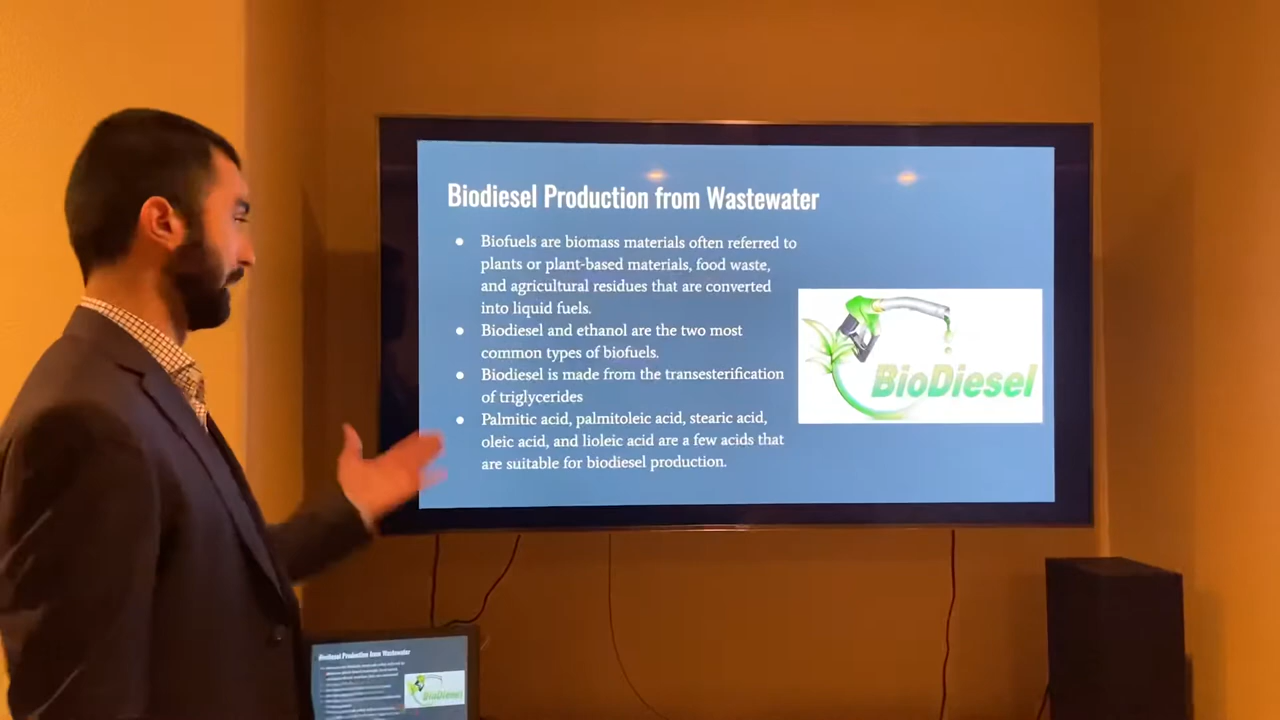 Biodiesel Production from Wastewater
● Biofuels are biomass materials often referred to
plants or plant-based materials, food waste,
and agricultural residues that are converted
into liquid fuels.
● Biodiesel and ethanol are the two most
common types of biofuels.
● Biodiesel is made from the transesterification
of triglycerides
● Palmitic acid, palmitoleic acid, stearic acid,
oleic acid, and lioleic acid are a few acids that
are suitable for biodiesel production.
BioDiesel
Biodiesel Production from Wastewater
BioDiesel